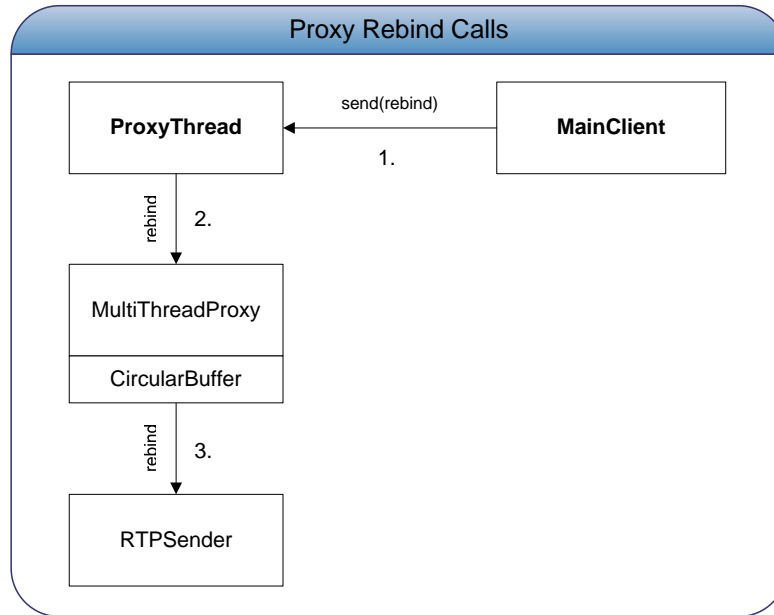 Proxy Rebind Calls
ProxyThread
send(rebind)
MainClient
1.
rebind
2.
MultiThreadProxy
CircularBuffer
rebind
3.
RTPSender